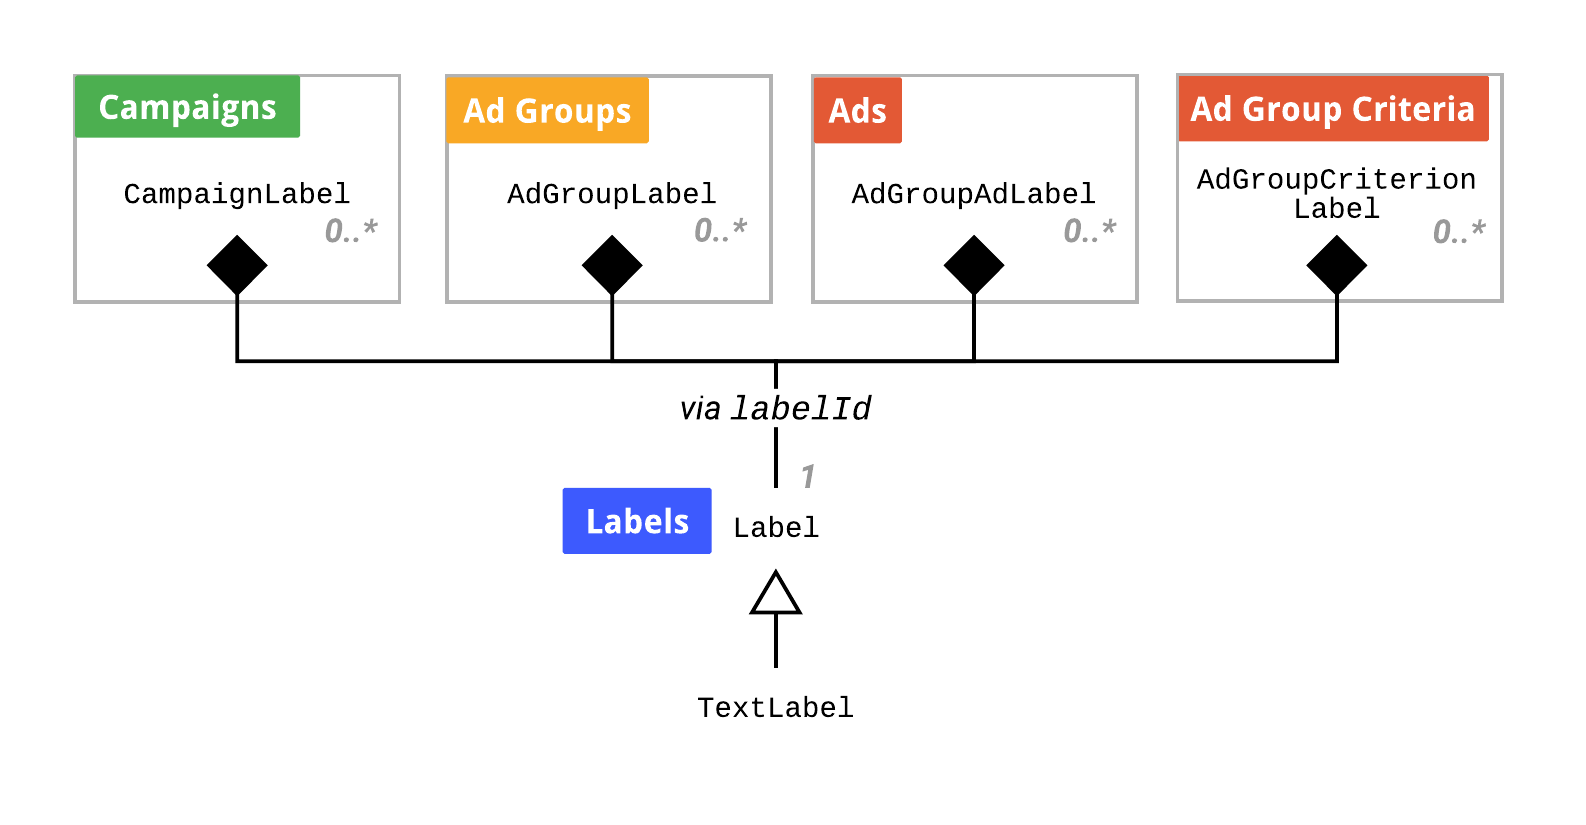 Campaigns
CampaignLabel
0..*
Ad Groups
AdGroupLabel
0..*
Ads
AdGroupAdLabel
0..*
Ad Group Criteria
AdGroupCriterion
Label
0..*
via labelId
1
Labels
Label
TextLabel